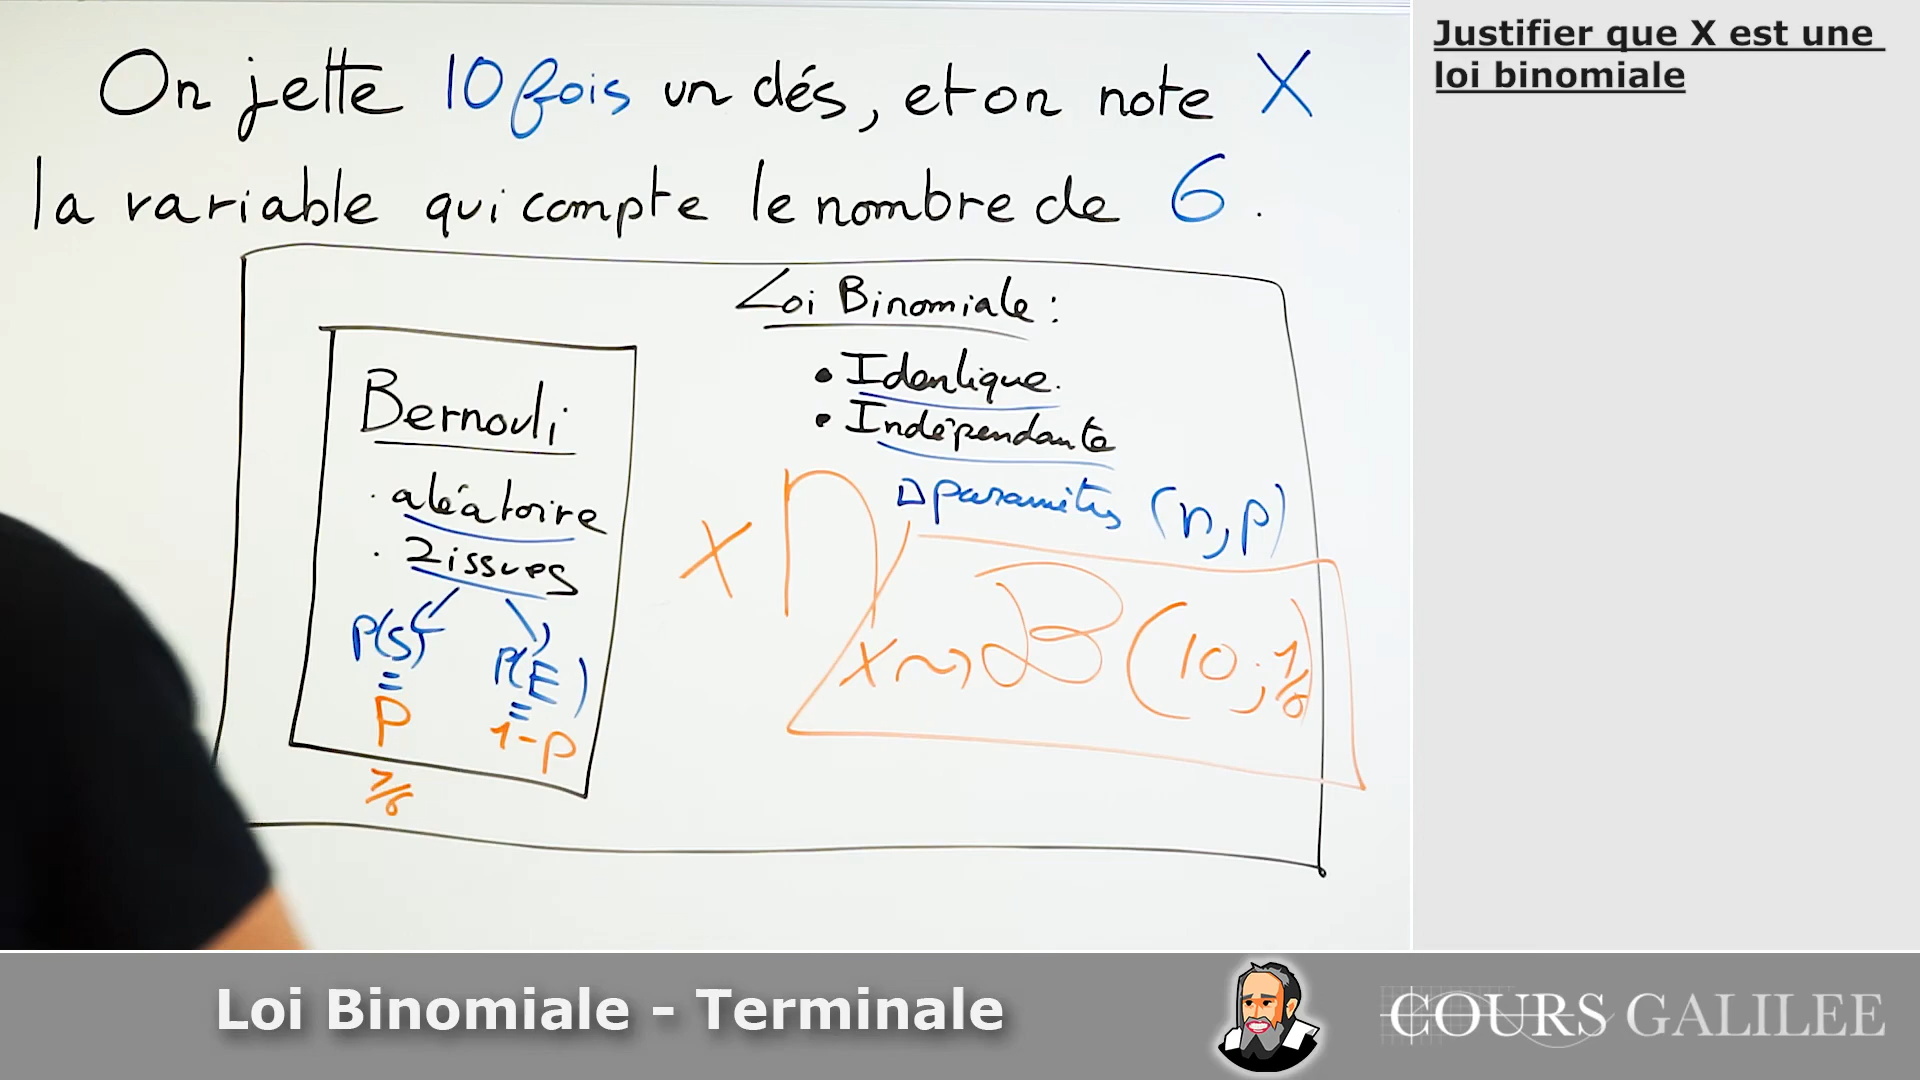 On jette 10 fois un dés, et on note X
la variable qui compte le nombre de 6.
Loi Binomiale :
• Identique.
• Indépendante
▷ paramètres (n, p)
Bernouli
· aléatoire
· 2 issues
P(S) P(E)
= =
P 1-p
1/6
x n
X ~> B (10; 1/6)
Justifier que X est une
loi binomiale
Loi Binomiale - Terminale
COURS GALILEE